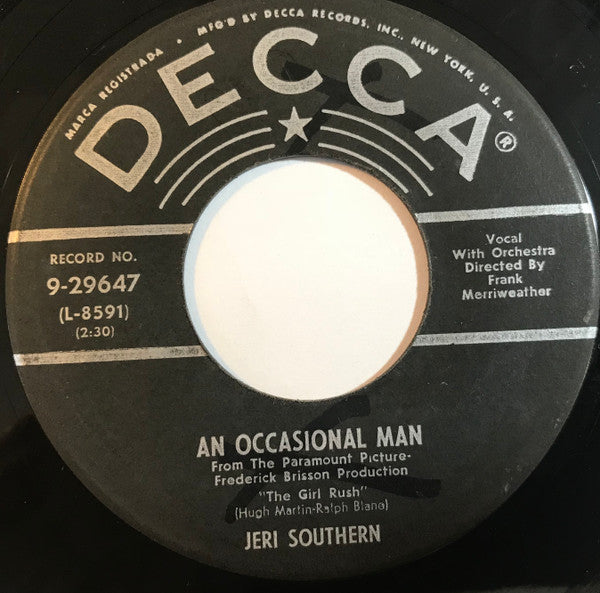 MARCA REGISTRADA • MFG'D BY DECCA RECORDS, INC., NEW YORK, U. S. A.
DECCA®
RECORD NO.
9-29647
(L-8591)
(2:30)
Vocal
With Orchestra
Directed By
Frank
Merriweather
AN OCCASIONAL MAN
From The Paramount Picture-
Frederick Brisson Production
"The Girl Rush"
(Hugh Martin-Ralph Blane)
JERI SOUTHERN